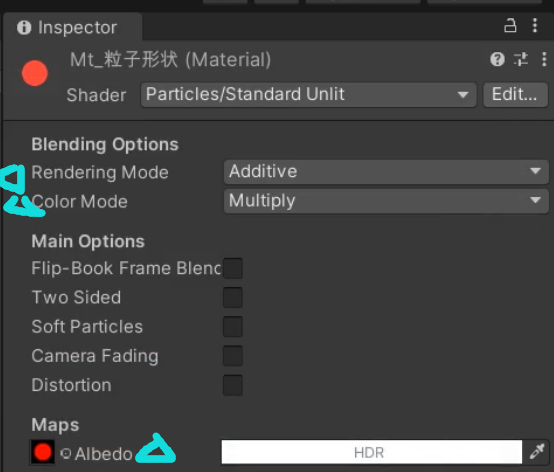 Inspector
Mt_粒子形状 (Material)
Shader Particles/Standard Unlit Edit...
Blending Options
Rendering Mode Additive
Color Mode Multiply
Main Options
Flip-Book Frame Blenc
Two Sided
Soft Particles
Camera Fading
Distortion
Maps
Albedo HDR